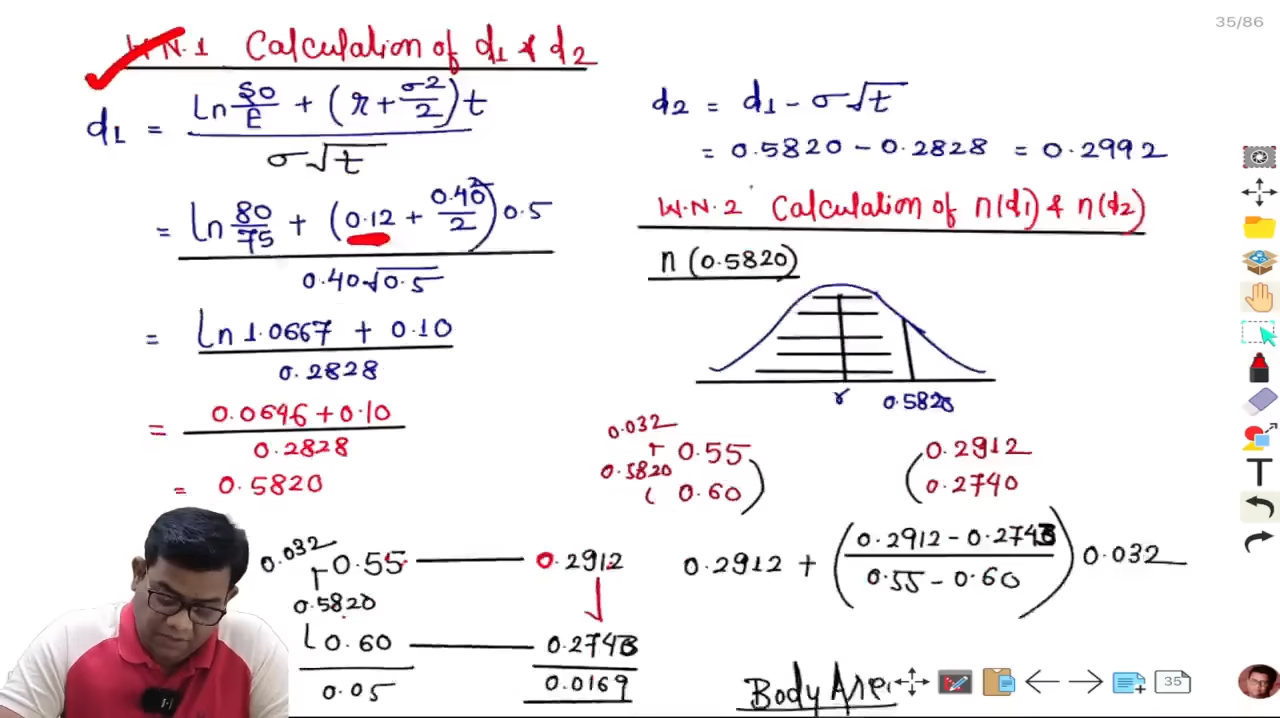 35/86
W.N.1 Calculation of d1 & d2
d1 = ln S0/E + (r + σ2/2)t
σ√t
= ln 80/75 + (0.12 + 0.40²/2)0.5
0.40√0.5
= ln 1.0667 + 0.10
0.2828
= 0.0646 + 0.10
0.2828
= 0.5820
0.032
0.55 0.2912
0.5820
0.60 0.2743
0.05 0.0169
d2 = d1 - σ√t
= 0.5820 - 0.2828 = 0.2992
W.N.2 Calculation of n(d1) & n(d2)
n (0.5820)
0.5820
0.032
0.55 0.2912
0.5820
0.60 0.2740
0.2912 + (0.2912 - 0.2743 / 0.55 - 0.60) 0.032
Body Are
35